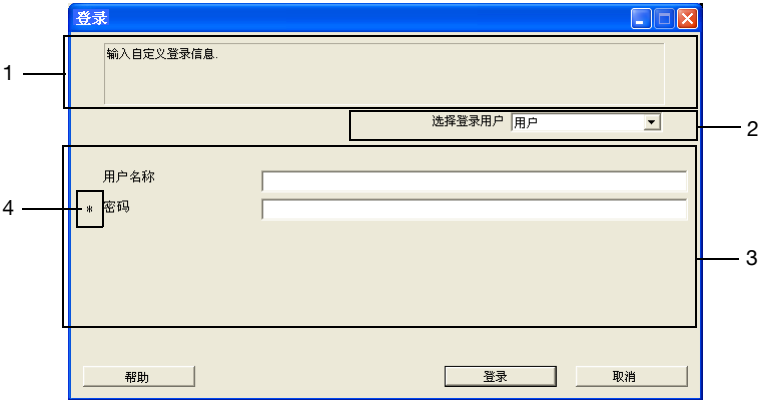 登录
1
输入自定义登录信息.
选择登录用户 用户
2
用户名称
4
* 密码
3
帮助 登录 取消